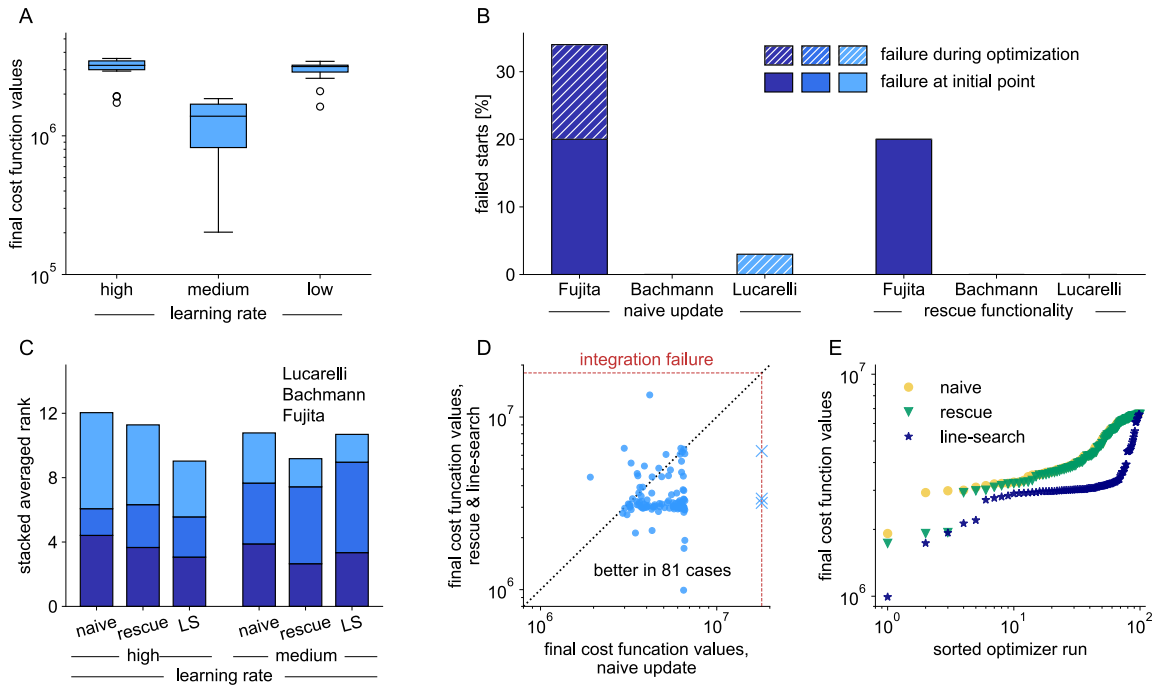 A
final cost function values
10^6
10^5
high
medium
low
learning rate
B
failed starts [%]
30
20
10
0
failure during optimization
failure at initial point
Fujita
Bachmann
Lucarelli
naive update
Fujita
Bachmann
Lucarelli
rescue functionality
C
stacked averaged rank
12
8
4
0
Lucarelli
Bachmann
Fujita
naive
rescue
LS
naive
rescue
LS
high
medium
learning rate
D
final cost funcation values,
rescue & line-search
integration failure
10^7
10^6
better in 81 cases
10^6
10^7
final cost funcation values,
naive update
E
final cost function values
10^7
10^6
naive
rescue
line-search
10^0
10^1
10^2
sorted optimizer run